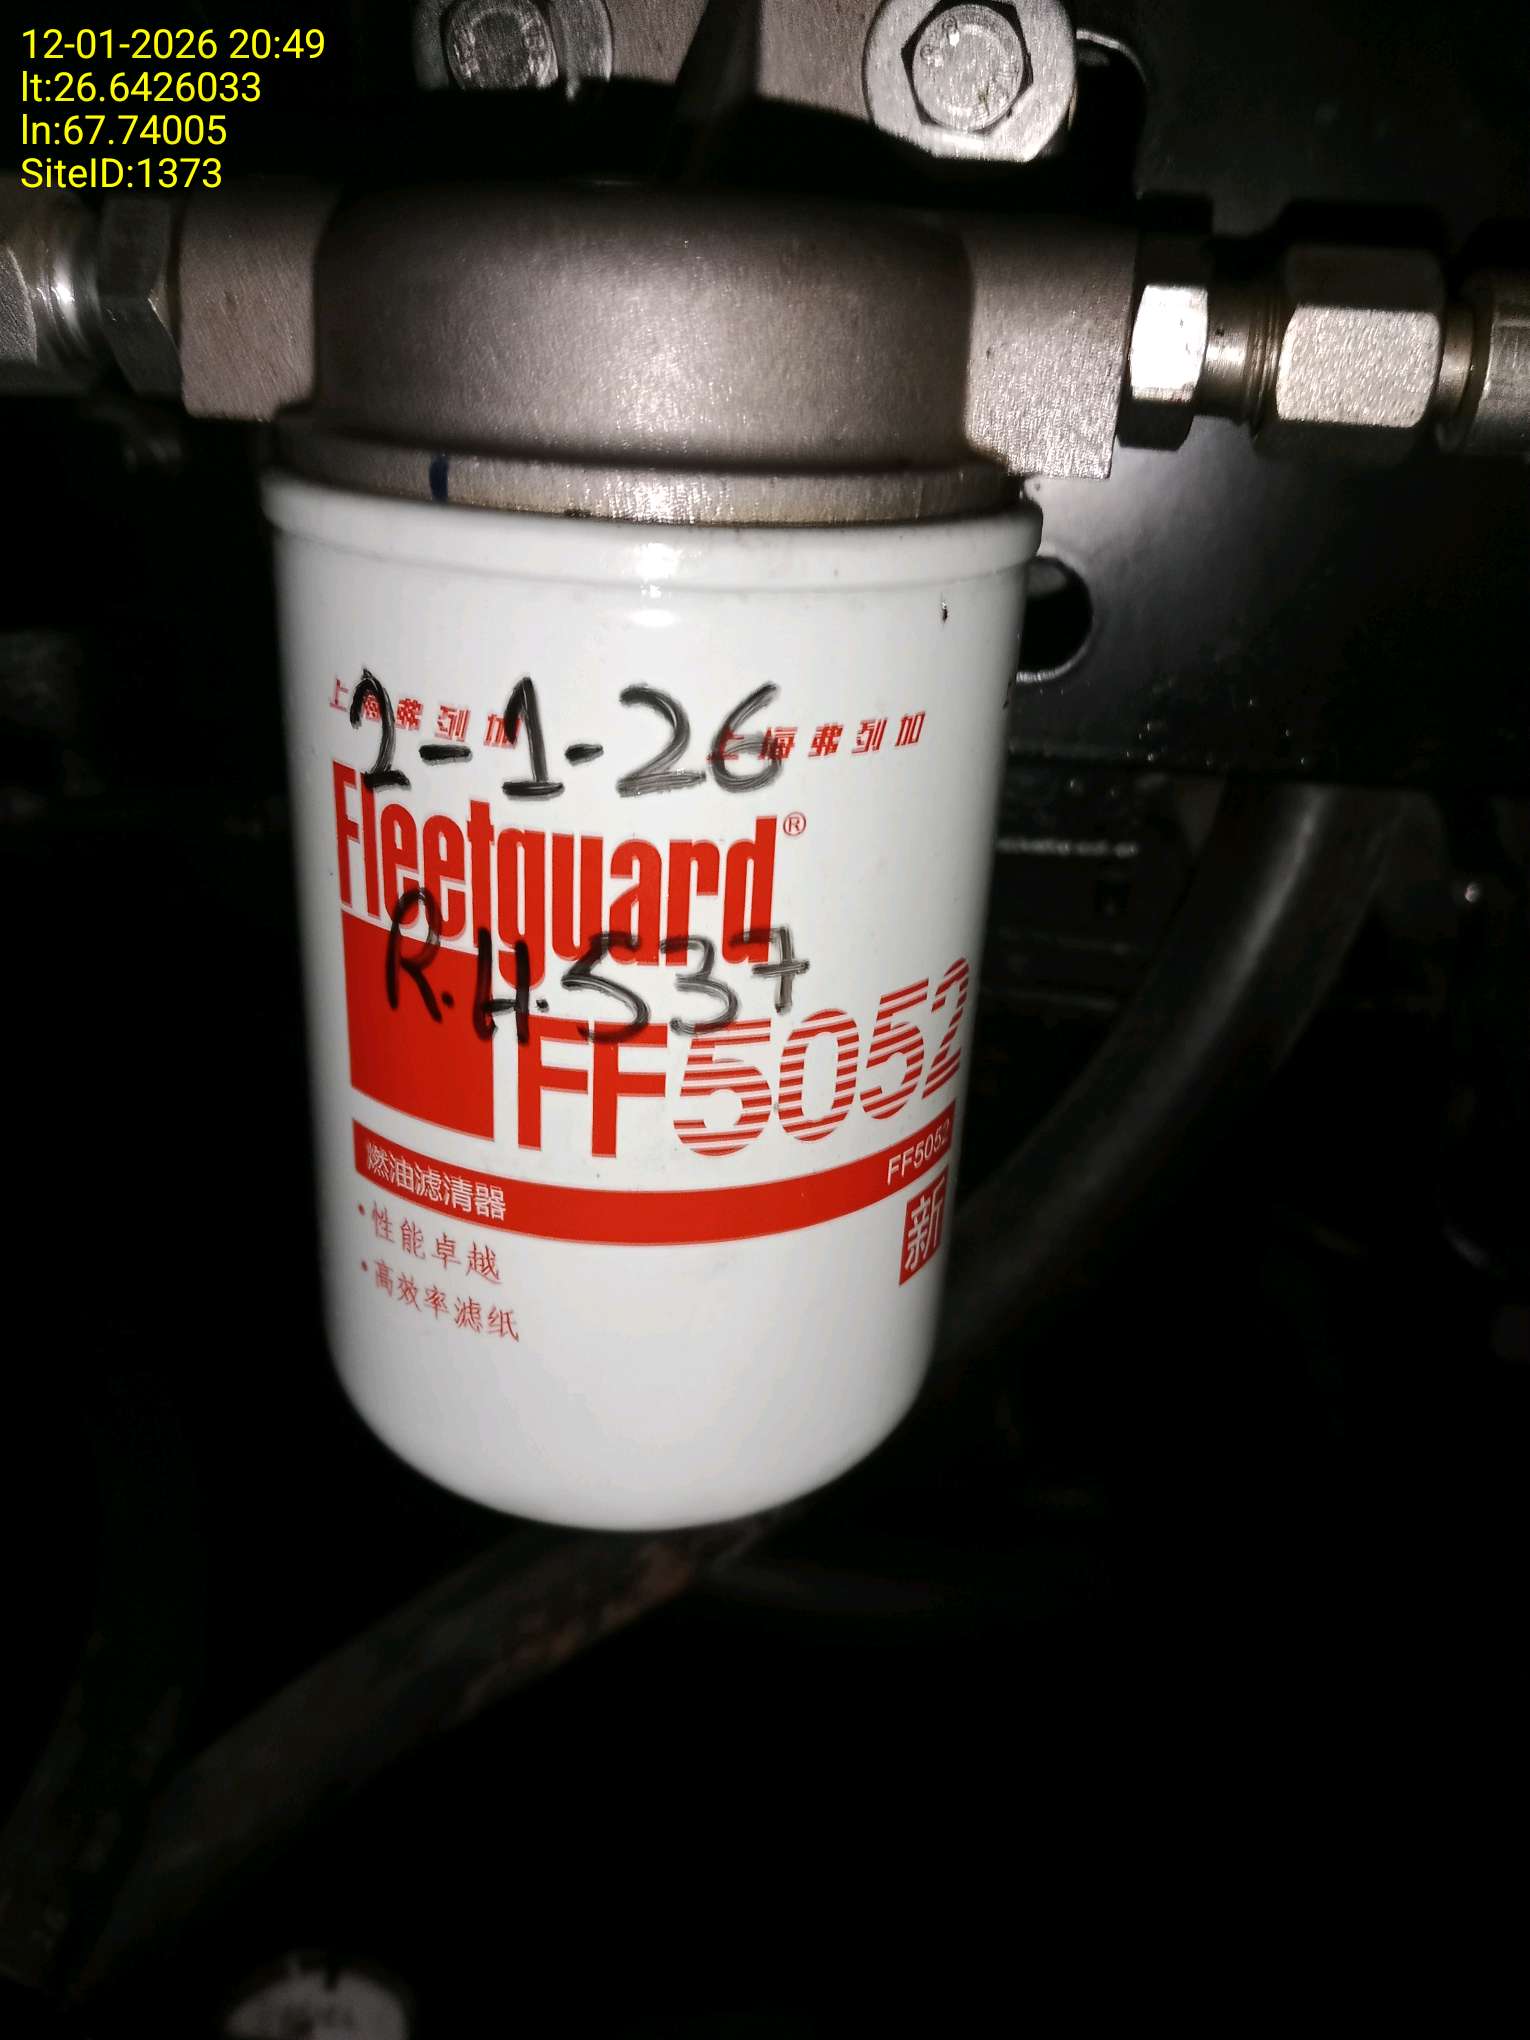 12-01-2026 20:49
lt:26.6426033
ln:67.74005
SiteID:1373
上海弗列加 上海弗列加
2-1-26
Fleetguard®
R.H.537
FF5052
燃油滤清器 FF5052
新
·性能卓越
·高效率滤纸